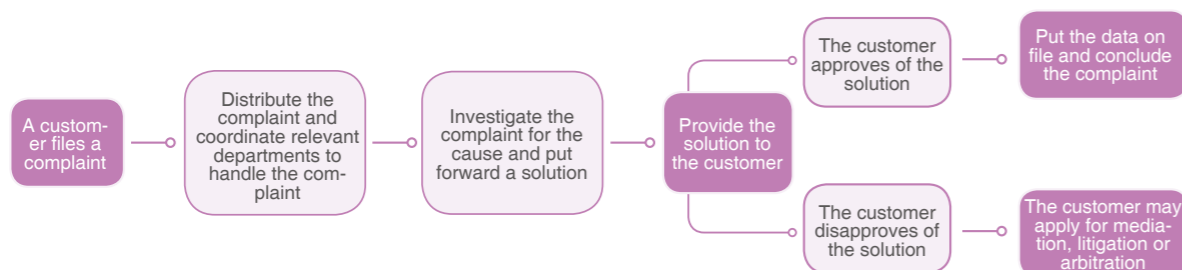 A custom-
er files a
complaint
Distribute the
complaint and
coordinate relevant
departments to
handle the com-
plaint
Investigate the
complaint for the
cause and put
forward a solution
Provide the
solution to
the customer
The customer
approves of the
solution
Put the data on
file and conclude
the complaint
The customer
disapproves of
the solution
The customer may
apply for media-
tion, litigation or
arbitration